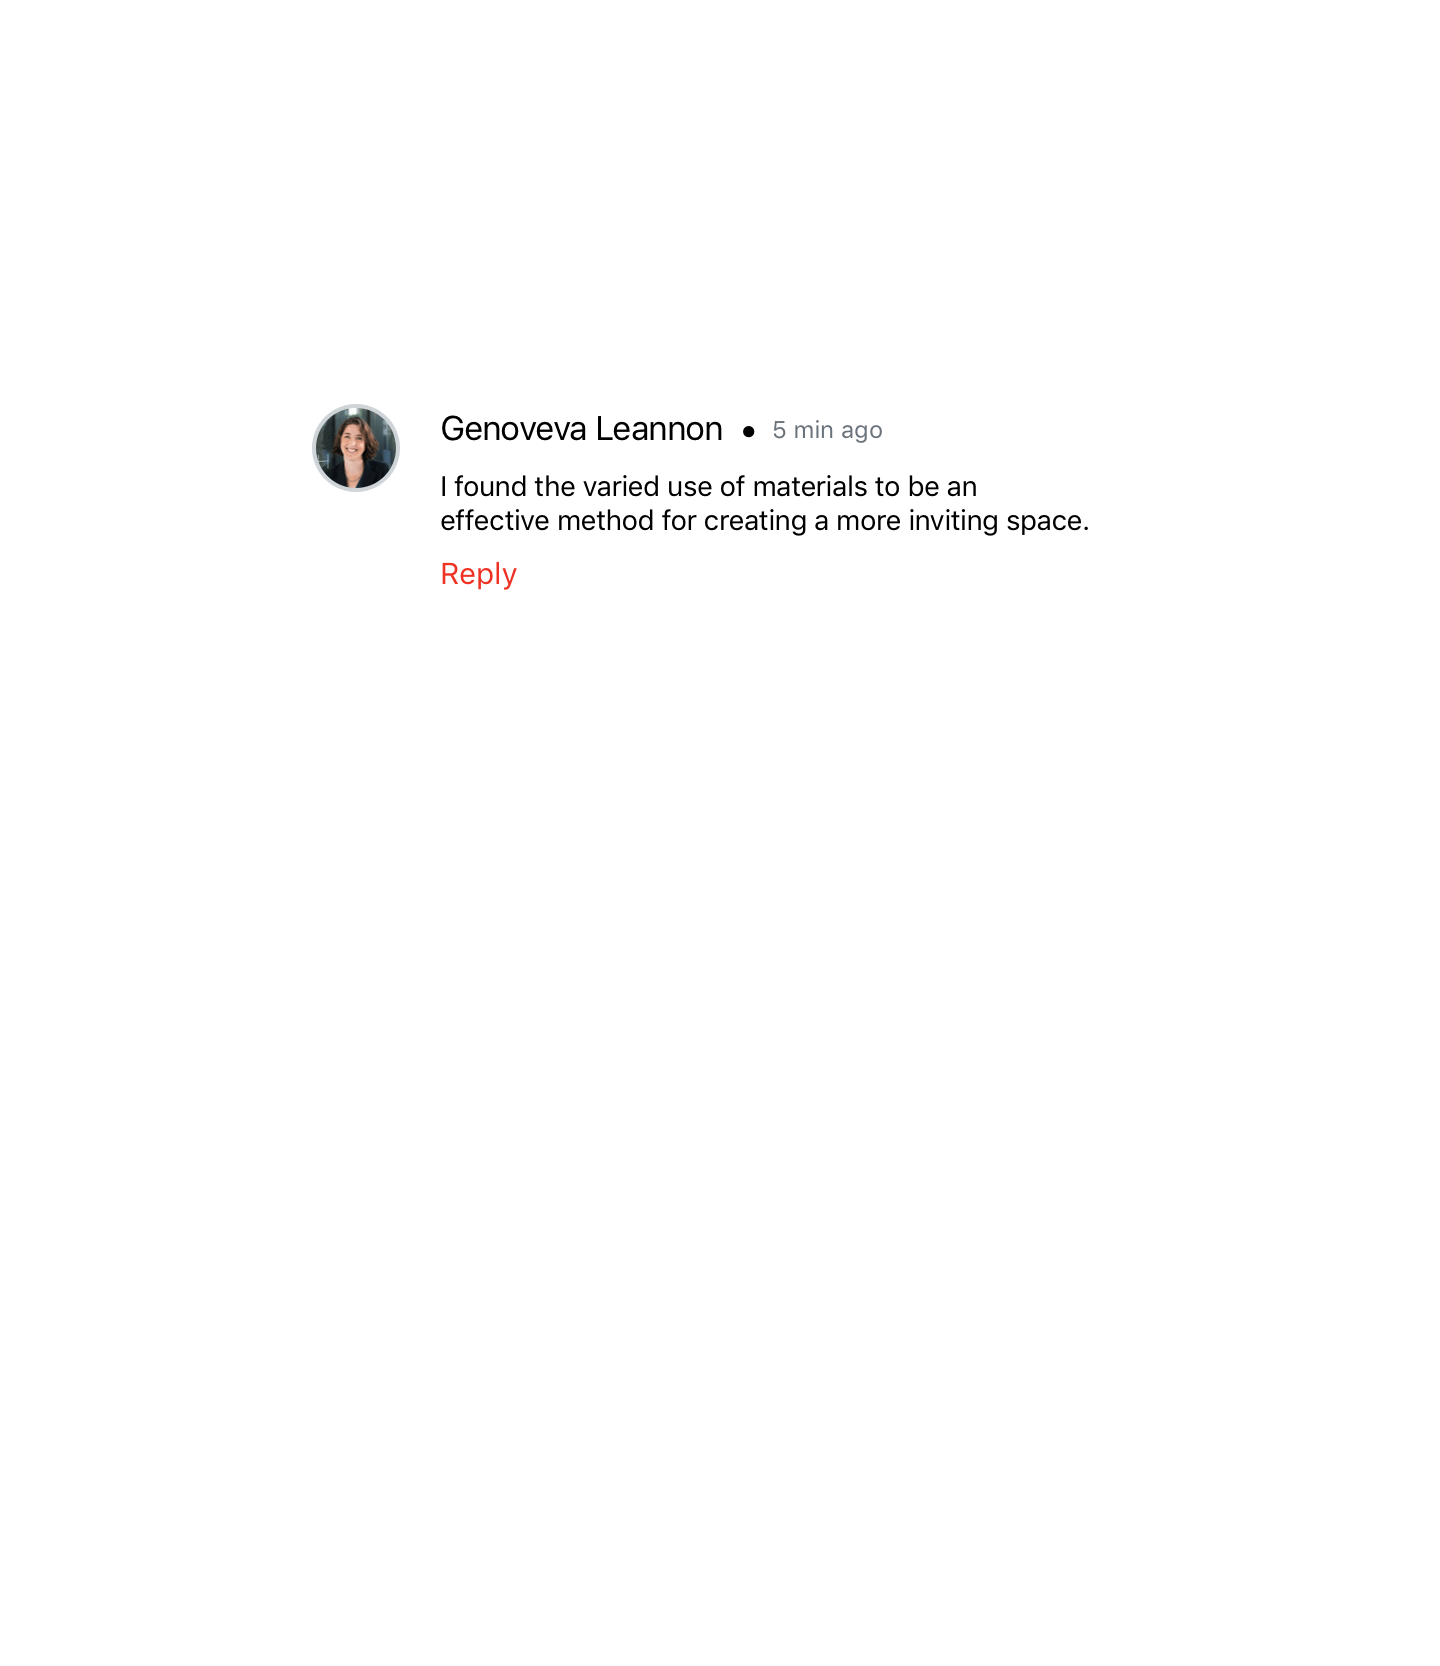 Genoveva Leannon ● 5 min ago
I found the varied use of materials to be an
effective method for creating a more inviting space.
Reply